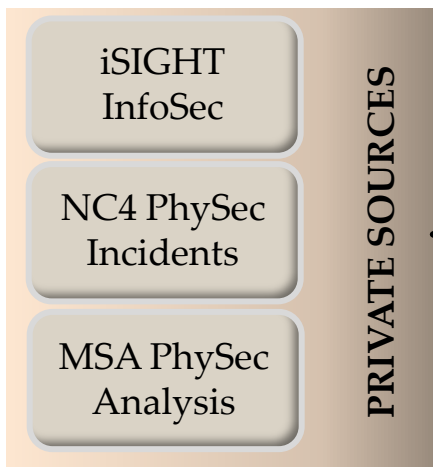 iSIGHT
InfoSec
NC4 PhySec
Incidents
MSA PhySec
Analysis
PRIVATE SOURCES